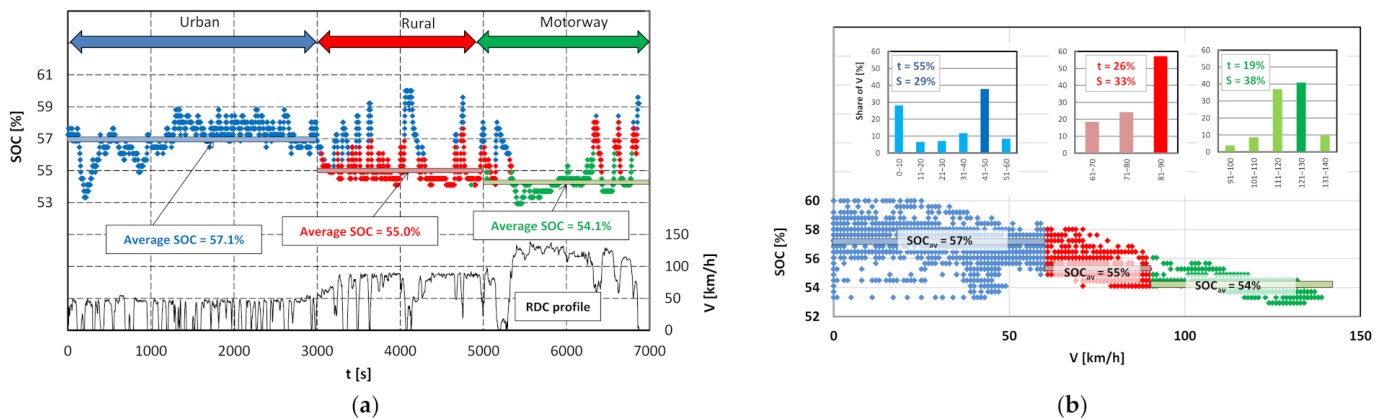 Urban Rural Motorway
61
59
57
55
53
SOC [%]
Average SOC = 57.1%
Average SOC = 55.0%
Average SOC = 54.1%
150
100
50
0
V [km/h]
RDC profile
0 1000 2000 3000 4000 5000 6000 7000
t [s]
(a)
60
50
40
30
20
10
0
Share of V [%]
t = 55%
S = 29%
0–10 11–20 21–30 31–40 41–50 51–60
60
50
40
30
20
10
0
t = 26%
S = 33%
61–70 71–80 81–90
60
50
40
30
20
10
0
t = 19%
S = 38%
91–100 101–110 111–120 121–130 131–140
60
58
56
54
52
SOC [%]
SOCav = 57%
SOCav = 55%
SOCav = 54%
0 50 100 150
V [km/h]
(b)